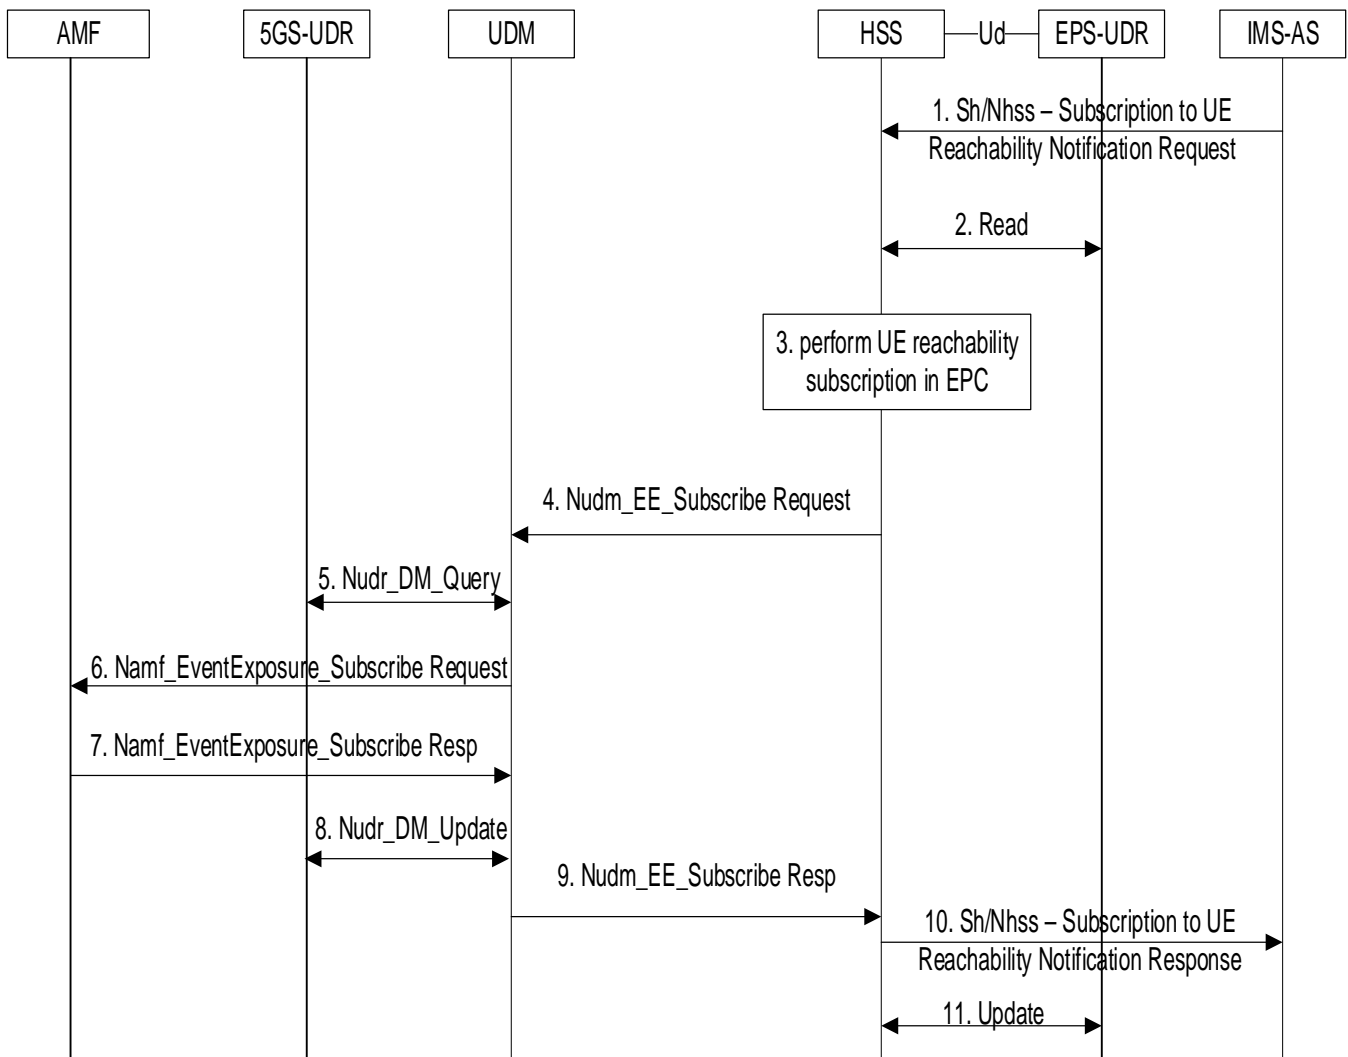 AMF
5GS-UDR
UDM
HSS
Ud
EPS-UDR
IMS-AS
1. Sh/Nhss – Subscription to UE
Reachability Notification Request
2. Read
3. perform UE reachability
subscription in EPC
4. Nudm_EE_Subscribe Request
5. Nudr_DM_Query
6. Namf_EventExposure_Subscribe Request
7. Namf_EventExposure_Subscribe Resp
8. Nudr_DM_Update
9. Nudm_EE_Subscribe Resp
10. Sh/Nhss – Subscription to UE
Reachability Notification Response
11. Update